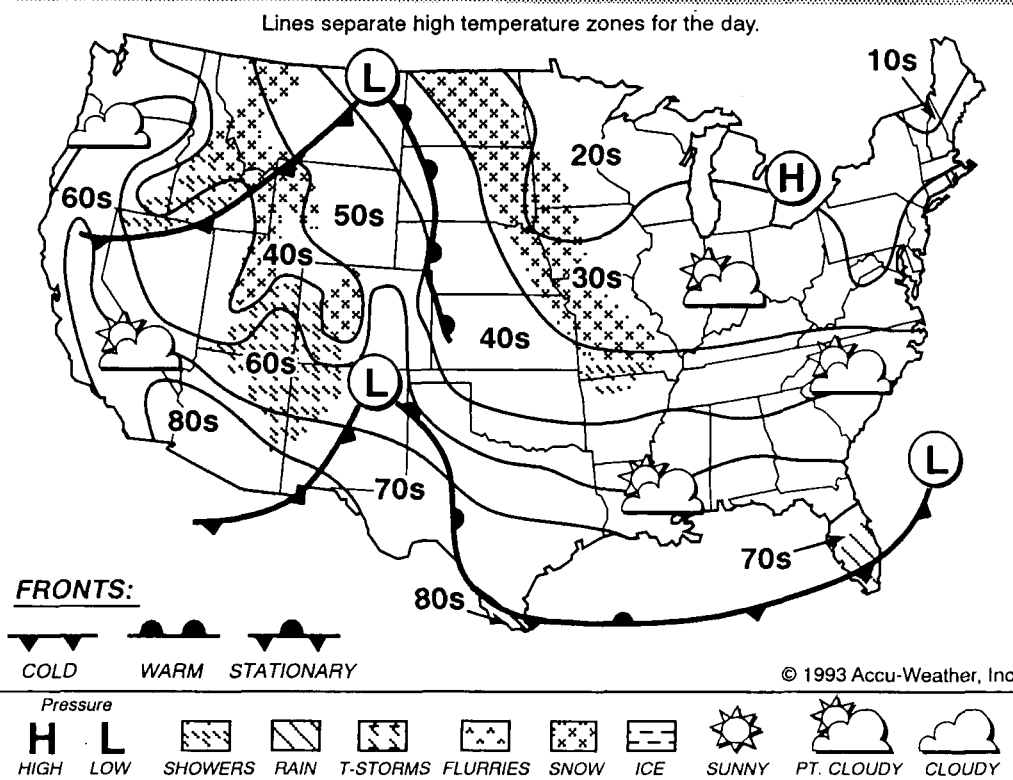 Lines separate high temperature zones for the day.
10s
L
20s
H
60s
50s
40s
30s
40s
60s
L
80s
L
70s
70s
80s
FRONTS:
COLD WARM STATIONARY
© 1993 Accu-Weather, Inc
Pressure
H L
HIGH LOW SHOWERS RAIN T-STORMS FLURRIES SNOW ICE SUNNY PT. CLOUDY CLOUDY